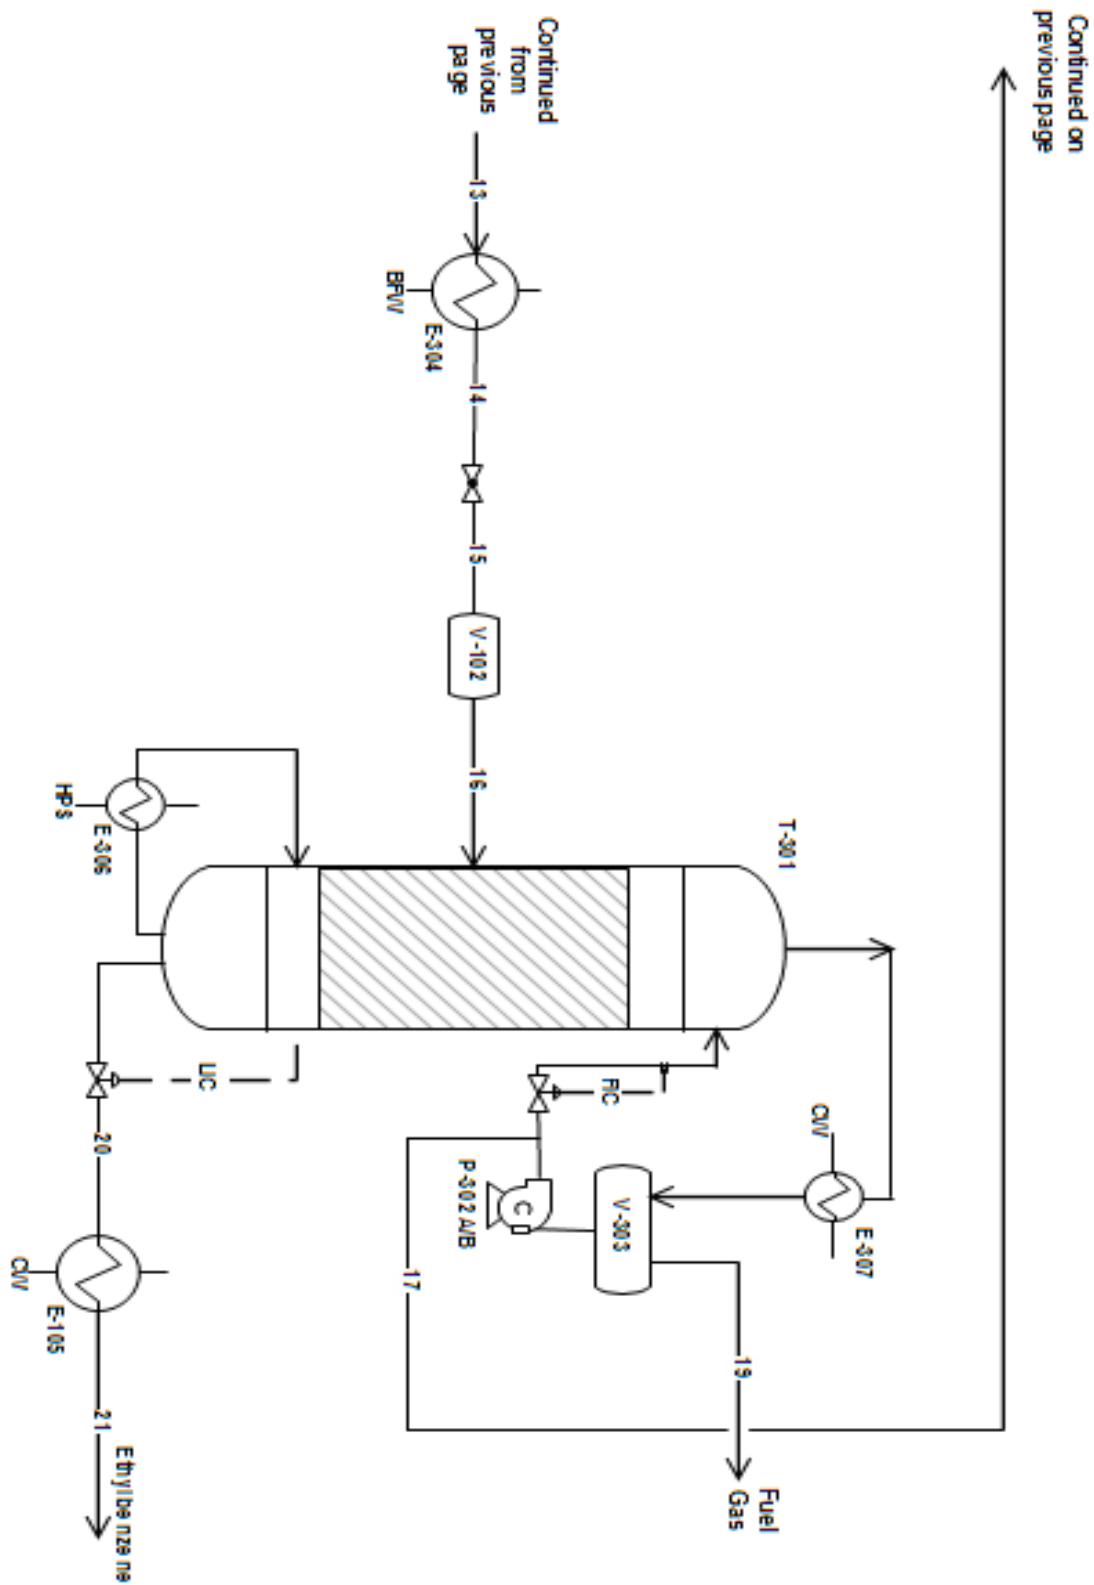 Continued on
previous page
Continued
from
previous
page
13
BFW
E-304
14
15
V-102
16
T-301
HPS
E-306
LIC
FIC
CW
E-307
V-303
P-302 A/B
C
17
19
Fuel
Gas
20
CW
E-105
21
Ethylbenzene